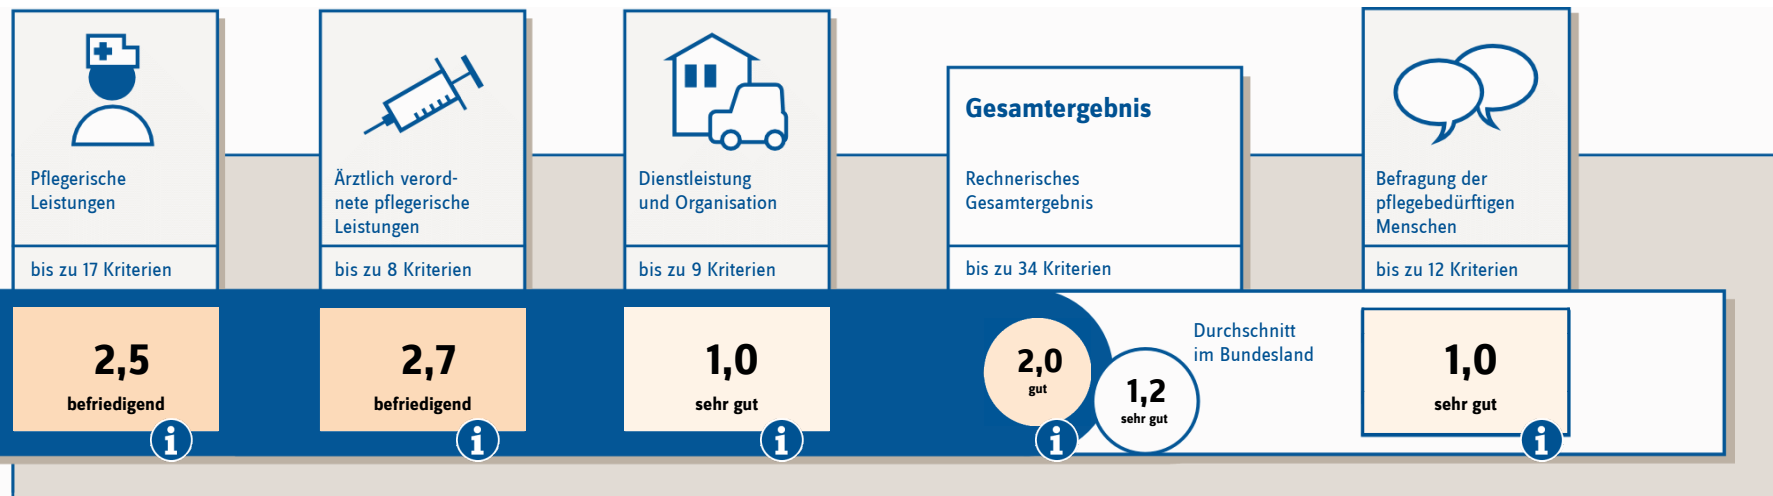 Pflegerische
Leistungen
bis zu 17 Kriterien
2,5
befriedigend
i
Ärztlich verord-
nete pflegerische
Leistungen
bis zu 8 Kriterien
2,7
befriedigend
i
Dienstleistung
und Organisation
bis zu 9 Kriterien
1,0
sehr gut
i
Gesamtergebnis
Rechnerisches
Gesamtergebnis
bis zu 34 Kriterien
2,0
gut
i
1,2
sehr gut
Durchschnitt
im Bundesland
Befragung der
pflegebedürftigen
Menschen
bis zu 12 Kriterien
1,0
sehr gut
i